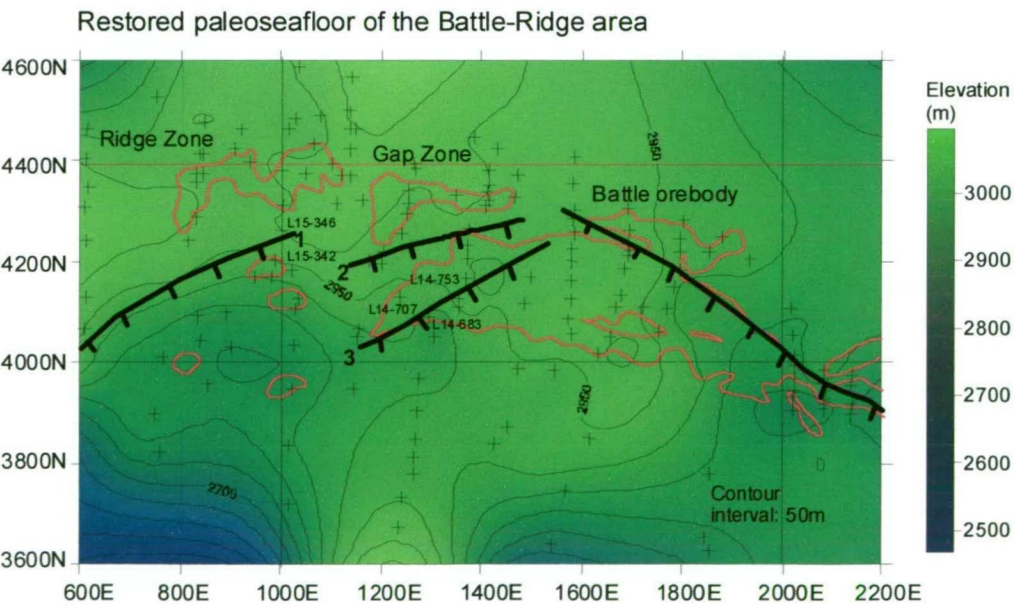 Restored paleoseafloor of the Battle-Ridge area
4600N
4400N
4200N
4000N
3800N
3600N
600E 800E 1000E 1200E 1400E 1600E 1800E 2000E 2200E
Elevation
(m)
3000
2900
2800
2700
2600
2500
Ridge Zone
Gap Zone
Battle orebody
2950
L15-346
1
L15-342
2
2950
L14-753
L14-707
L14-683
3
2950
2700
Contour
interval: 50m